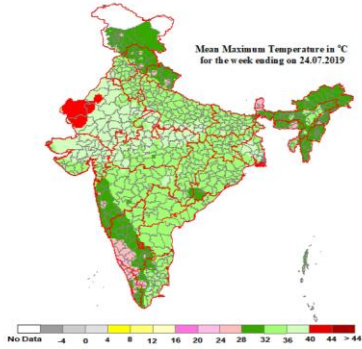 Mean Maximum Temperature in °C
for the week ending on 24.07.2019
No Data -4 0 4 8 12 16 20 24 28 32 36 40 44 > 44